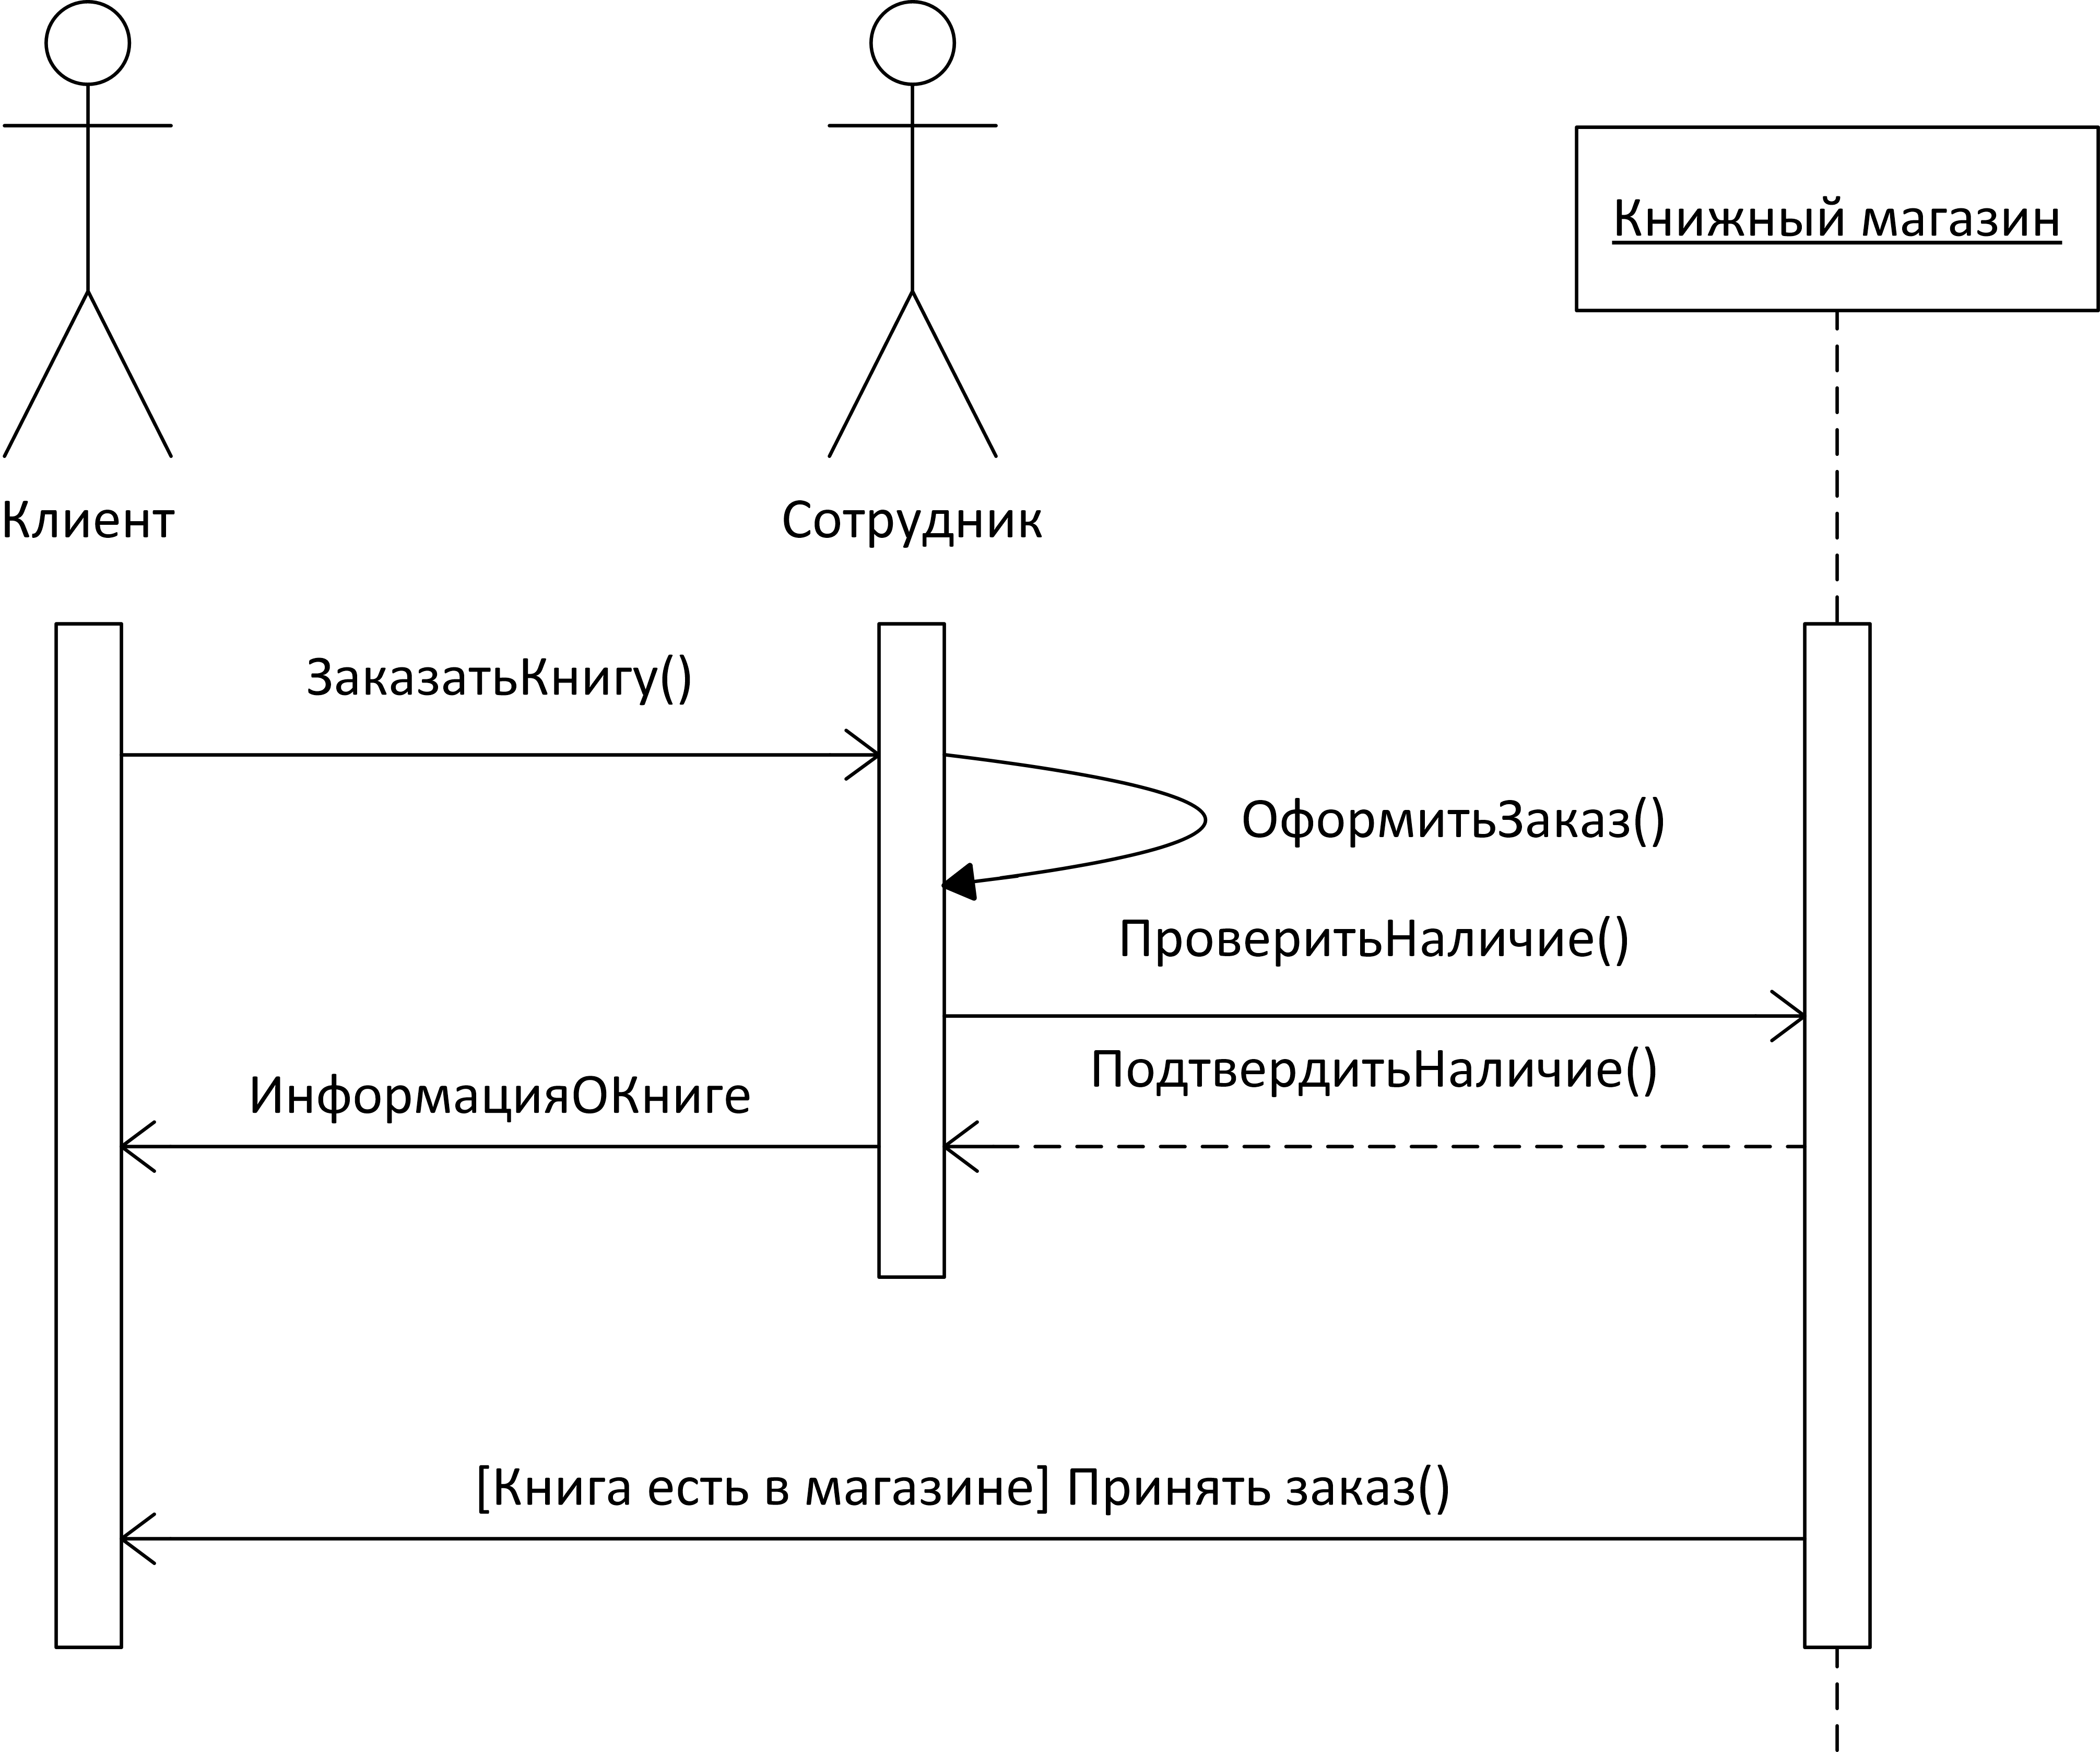 Книжный магазин
Клиент
Сотрудник
ЗаказатьКнигу()
ОформитьЗаказ()
ПроверитьНаличие()
ПодтвердитьНаличие()
ИнформацияОКниге
[Книга есть в магазине] Принять заказ()